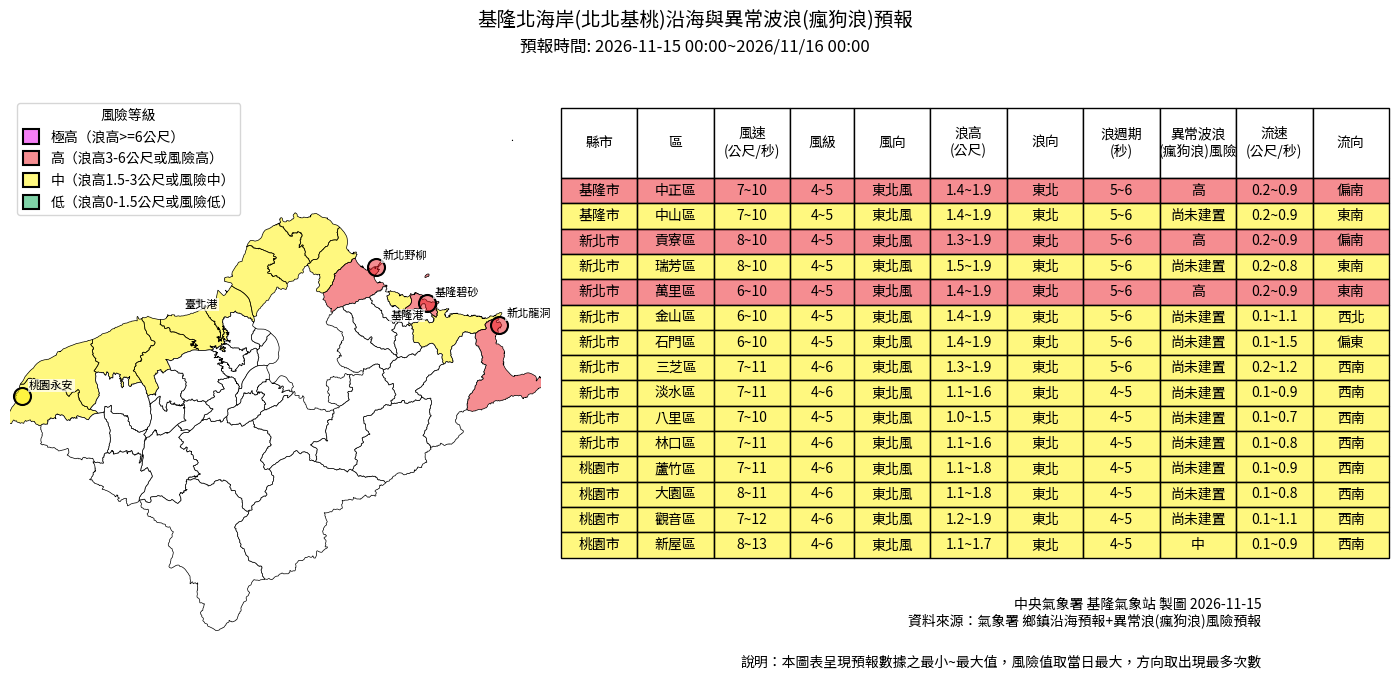 基隆北海岸(北北基桃)沿海與異常波浪(瘋狗浪)預報
預報時間: 2026-11-15 00:00~2026/11/16 00:00
風險等級
極高（浪高>=6公尺）
高（浪高3-6公尺或風險高）
中（浪高1.5-3公尺或風險中）
低（浪高0-1.5公尺或風險低）
新北野柳
基隆碧砂
臺北港
基隆港
新北龍洞
桃園永安
縣市 區 風速(公尺/秒) 風級 風向 浪高(公尺) 浪向 浪週期(秒) 異常波浪(瘋狗浪)風險 流速(公尺/秒) 流向
基隆市 中正區 7~10 4~5 東北風 1.4~1.9 東北 5~6 高 0.2~0.9 偏南
基隆市 中山區 7~10 4~5 東北風 1.4~1.9 東北 5~6 尚未建置 0.2~0.9 東南
新北市 貢寮區 8~10 4~5 東北風 1.3~1.9 東北 5~6 高 0.2~0.9 偏南
新北市 瑞芳區 8~10 4~5 東北風 1.5~1.9 東北 5~6 尚未建置 0.2~0.8 東南
新北市 萬里區 6~10 4~5 東北風 1.4~1.9 東北 5~6 高 0.2~0.9 東南
新北市 金山區 6~10 4~5 東北風 1.4~1.9 東北 5~6 尚未建置 0.1~1.1 西北
新北市 石門區 6~10 4~5 東北風 1.4~1.9 東北 5~6 尚未建置 0.1~1.5 偏東
新北市 三芝區 7~11 4~6 東北風 1.3~1.9 東北 5~6 尚未建置 0.2~1.2 西南
新北市 淡水區 7~11 4~6 東北風 1.1~1.6 東北 4~5 尚未建置 0.1~0.9 西南
新北市 八里區 7~10 4~5 東北風 1.0~1.5 東北 4~5 尚未建置 0.1~0.7 西南
新北市 林口區 7~11 4~6 東北風 1.1~1.6 東北 4~5 尚未建置 0.1~0.8 西南
桃園市 蘆竹區 7~11 4~6 東北風 1.1~1.8 東北 4~5 尚未建置 0.1~0.9 西南
桃園市 大園區 8~11 4~6 東北風 1.1~1.8 東北 4~5 尚未建置 0.1~0.8 西南
桃園市 觀音區 7~12 4~6 東北風 1.2~1.9 東北 4~5 尚未建置 0.1~1.1 西南
桃園市 新屋區 8~13 4~6 東北風 1.1~1.7 東北 4~5 中 0.1~0.9 西南
中央氣象署 基隆氣象站 製圖 2026-11-15
資料來源：氣象署 鄉鎮沿海預報+異常浪(瘋狗浪)風險預報
說明：本圖表呈現預報數據之最小~最大值，風險值取當日最大，方向取出現最多次數